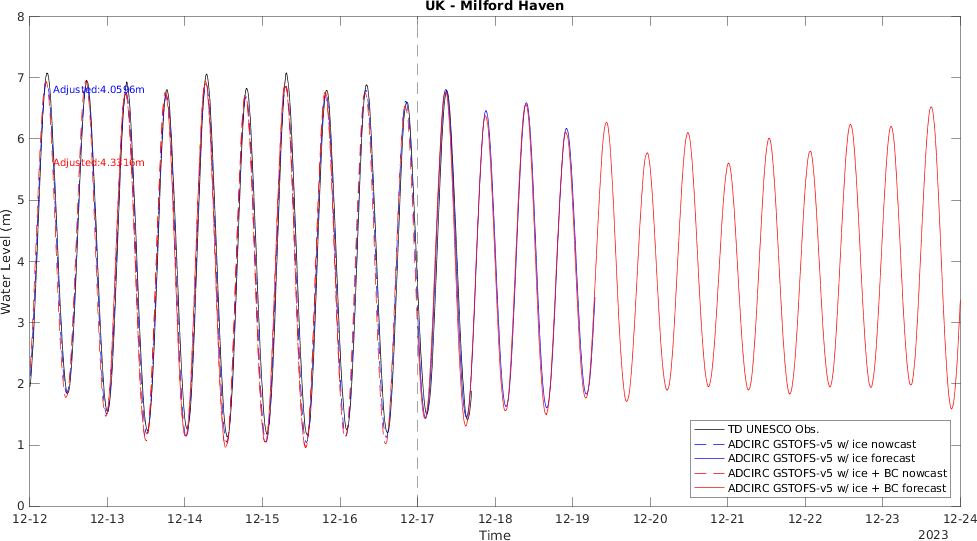 UK - Milford Haven
8
7
6
5
4
3
2
1
0
Water Level (m)
Adjusted:4.0596m
Adjusted:4.3316m
TD UNESCO Obs.
ADCIRC GSTOFS-v5 w/ ice nowcast
ADCIRC GSTOFS-v5 w/ ice forecast
ADCIRC GSTOFS-v5 w/ ice + BC nowcast
ADCIRC GSTOFS-v5 w/ ice + BC forecast
12-12 12-13 12-14 12-15 12-16 12-17 12-18 12-19 12-20 12-21 12-22 12-23 12-24
Time
2023